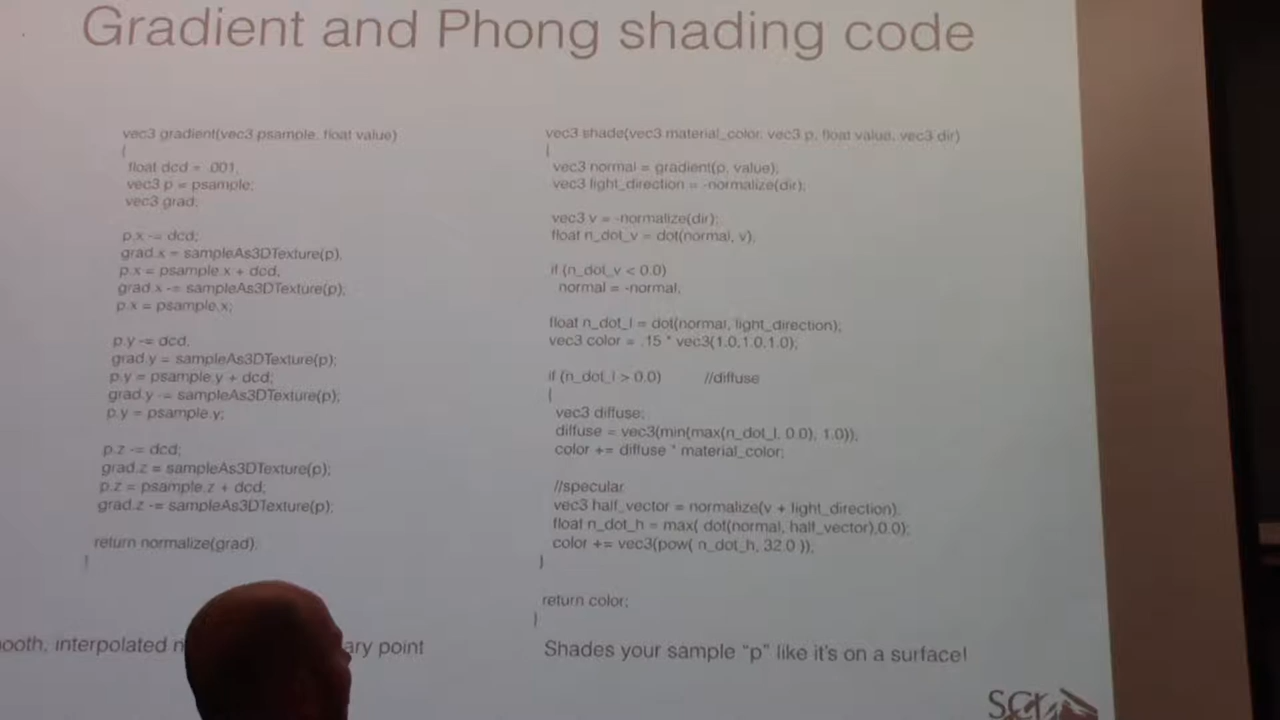 Gradient and Phong shading code
vec3 gradient(vec3 psample, float value)
{
float dcd = .001;
vec3 p = psample;
vec3 grad;
p.x -= dcd;
grad.x = sampleAs3DTexture(p);
p.x = psample.x + dcd;
grad.x -= sampleAs3DTexture(p);
p.x = psample.x;
p.y -= dcd;
grad.y = sampleAs3DTexture(p);
p.y = psample.y + dcd;
grad.y -= sampleAs3DTexture(p);
p.y = psample.y;
p.z -= dcd;
grad.z = sampleAs3DTexture(p);
p.z = psample.z + dcd;
grad.z -= sampleAs3DTexture(p);
return normalize(grad);
}
ooth, interpolated n ary point
vec3 shade(vec3 material_color, vec3 p, float value, vec3 dir)
{
vec3 normal = gradient(p, value);
vec3 light_direction = -normalize(dir);
vec3 v = -normalize(dir);
float n_dot_v = dot(normal, v);
if (n_dot_v < 0.0)
normal = -normal;
float n_dot_l = dot(normal, light_direction);
vec3 color = .15 * vec3(1.0,1.0,1.0);
if (n_dot_l > 0.0) //diffuse
{
vec3 diffuse;
diffuse = vec3(min(max(n_dot_l, 0.0), 1.0));
color += diffuse * material_color;
//specular
vec3 half_vector = normalize(v + light_direction);
float n_dot_h = max( dot(normal, half_vector),0.0);
color += vec3(pow( n_dot_h, 32.0 ));
}
return color;
}
Shades your sample "p" like it's on a surface!